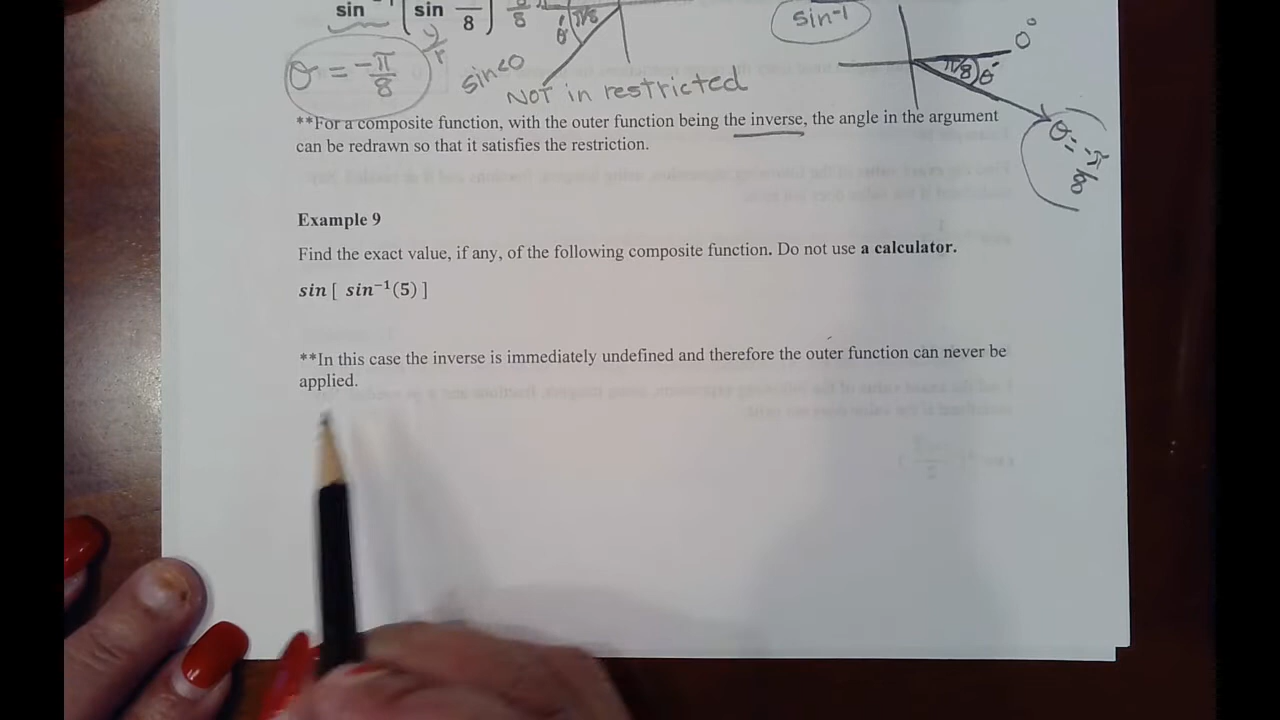 sin [ sin — / 8 ] 8 π/8 θ'
y/r
θ = -π/8
sin<0
NOT in restricted
sin-1
0°
π/8 θ'
θ = -π/8
**For a composite function, with the outer function being the inverse, the angle in the argument
can be redrawn so that it satisfies the restriction.
Example 9
Find the exact value, if any, of the following composite function. Do not use a calculator.
sin [ sin⁻¹(5) ]
**In this case the inverse is immediately undefined and therefore the outer function can never be
applied.